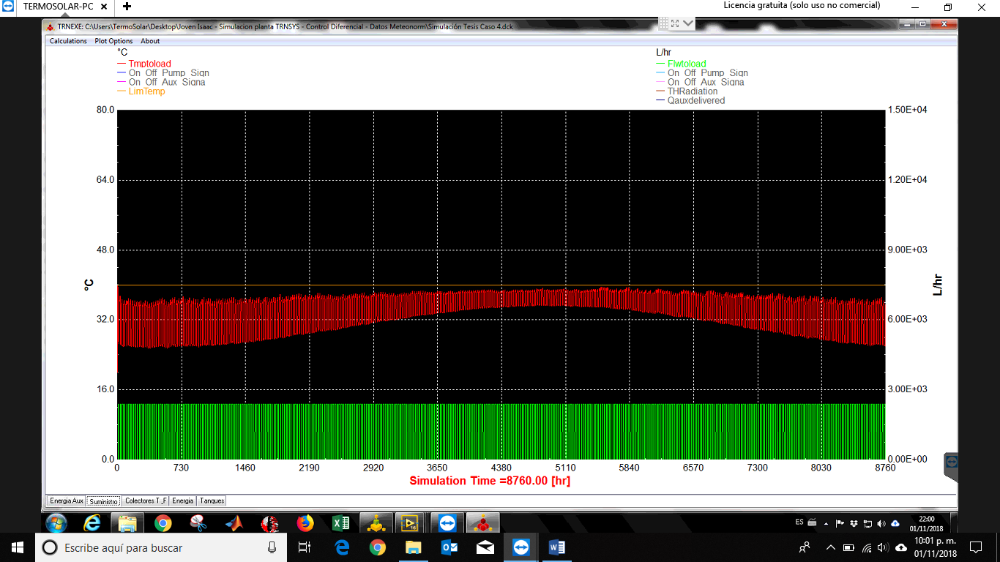 TERMOSOLAR-PC
Licencia gratuita (solo uso no comercial)
TRNEXE: C:\Users\TermoSolar\Desktop\Joven Isaac - Simulacion planta TRNSYS - Control Diferencial - Datos Meteonorm\Simulación Tesis Caso 4.dck
Calculations Plot Options About
°C
Tmptoload
On Off Pump Sign
On Off Aux Signa
LimTemp
L/hr
Flwtoload
On Off Pump Sign
On Off Aux Signa
THRadiation
Qauxdelivered
80.0
64.0
48.0
32.0
16.0
0.0
°C
1.50E+04
1.20E+04
9.00E+03
6.00E+03
3.00E+03
0.00E+00
L/hr
0 730 1460 2190 2920 3650 4380 5110 5840 6570 7300 8030 8760
Simulation Time =8760.00 [hr]
Energia Aux Suministro Colectores T_F Energia Tanques
ES
22:00
01/11/2018
Escribe aquí para buscar
10:01 p. m.
01/11/2018